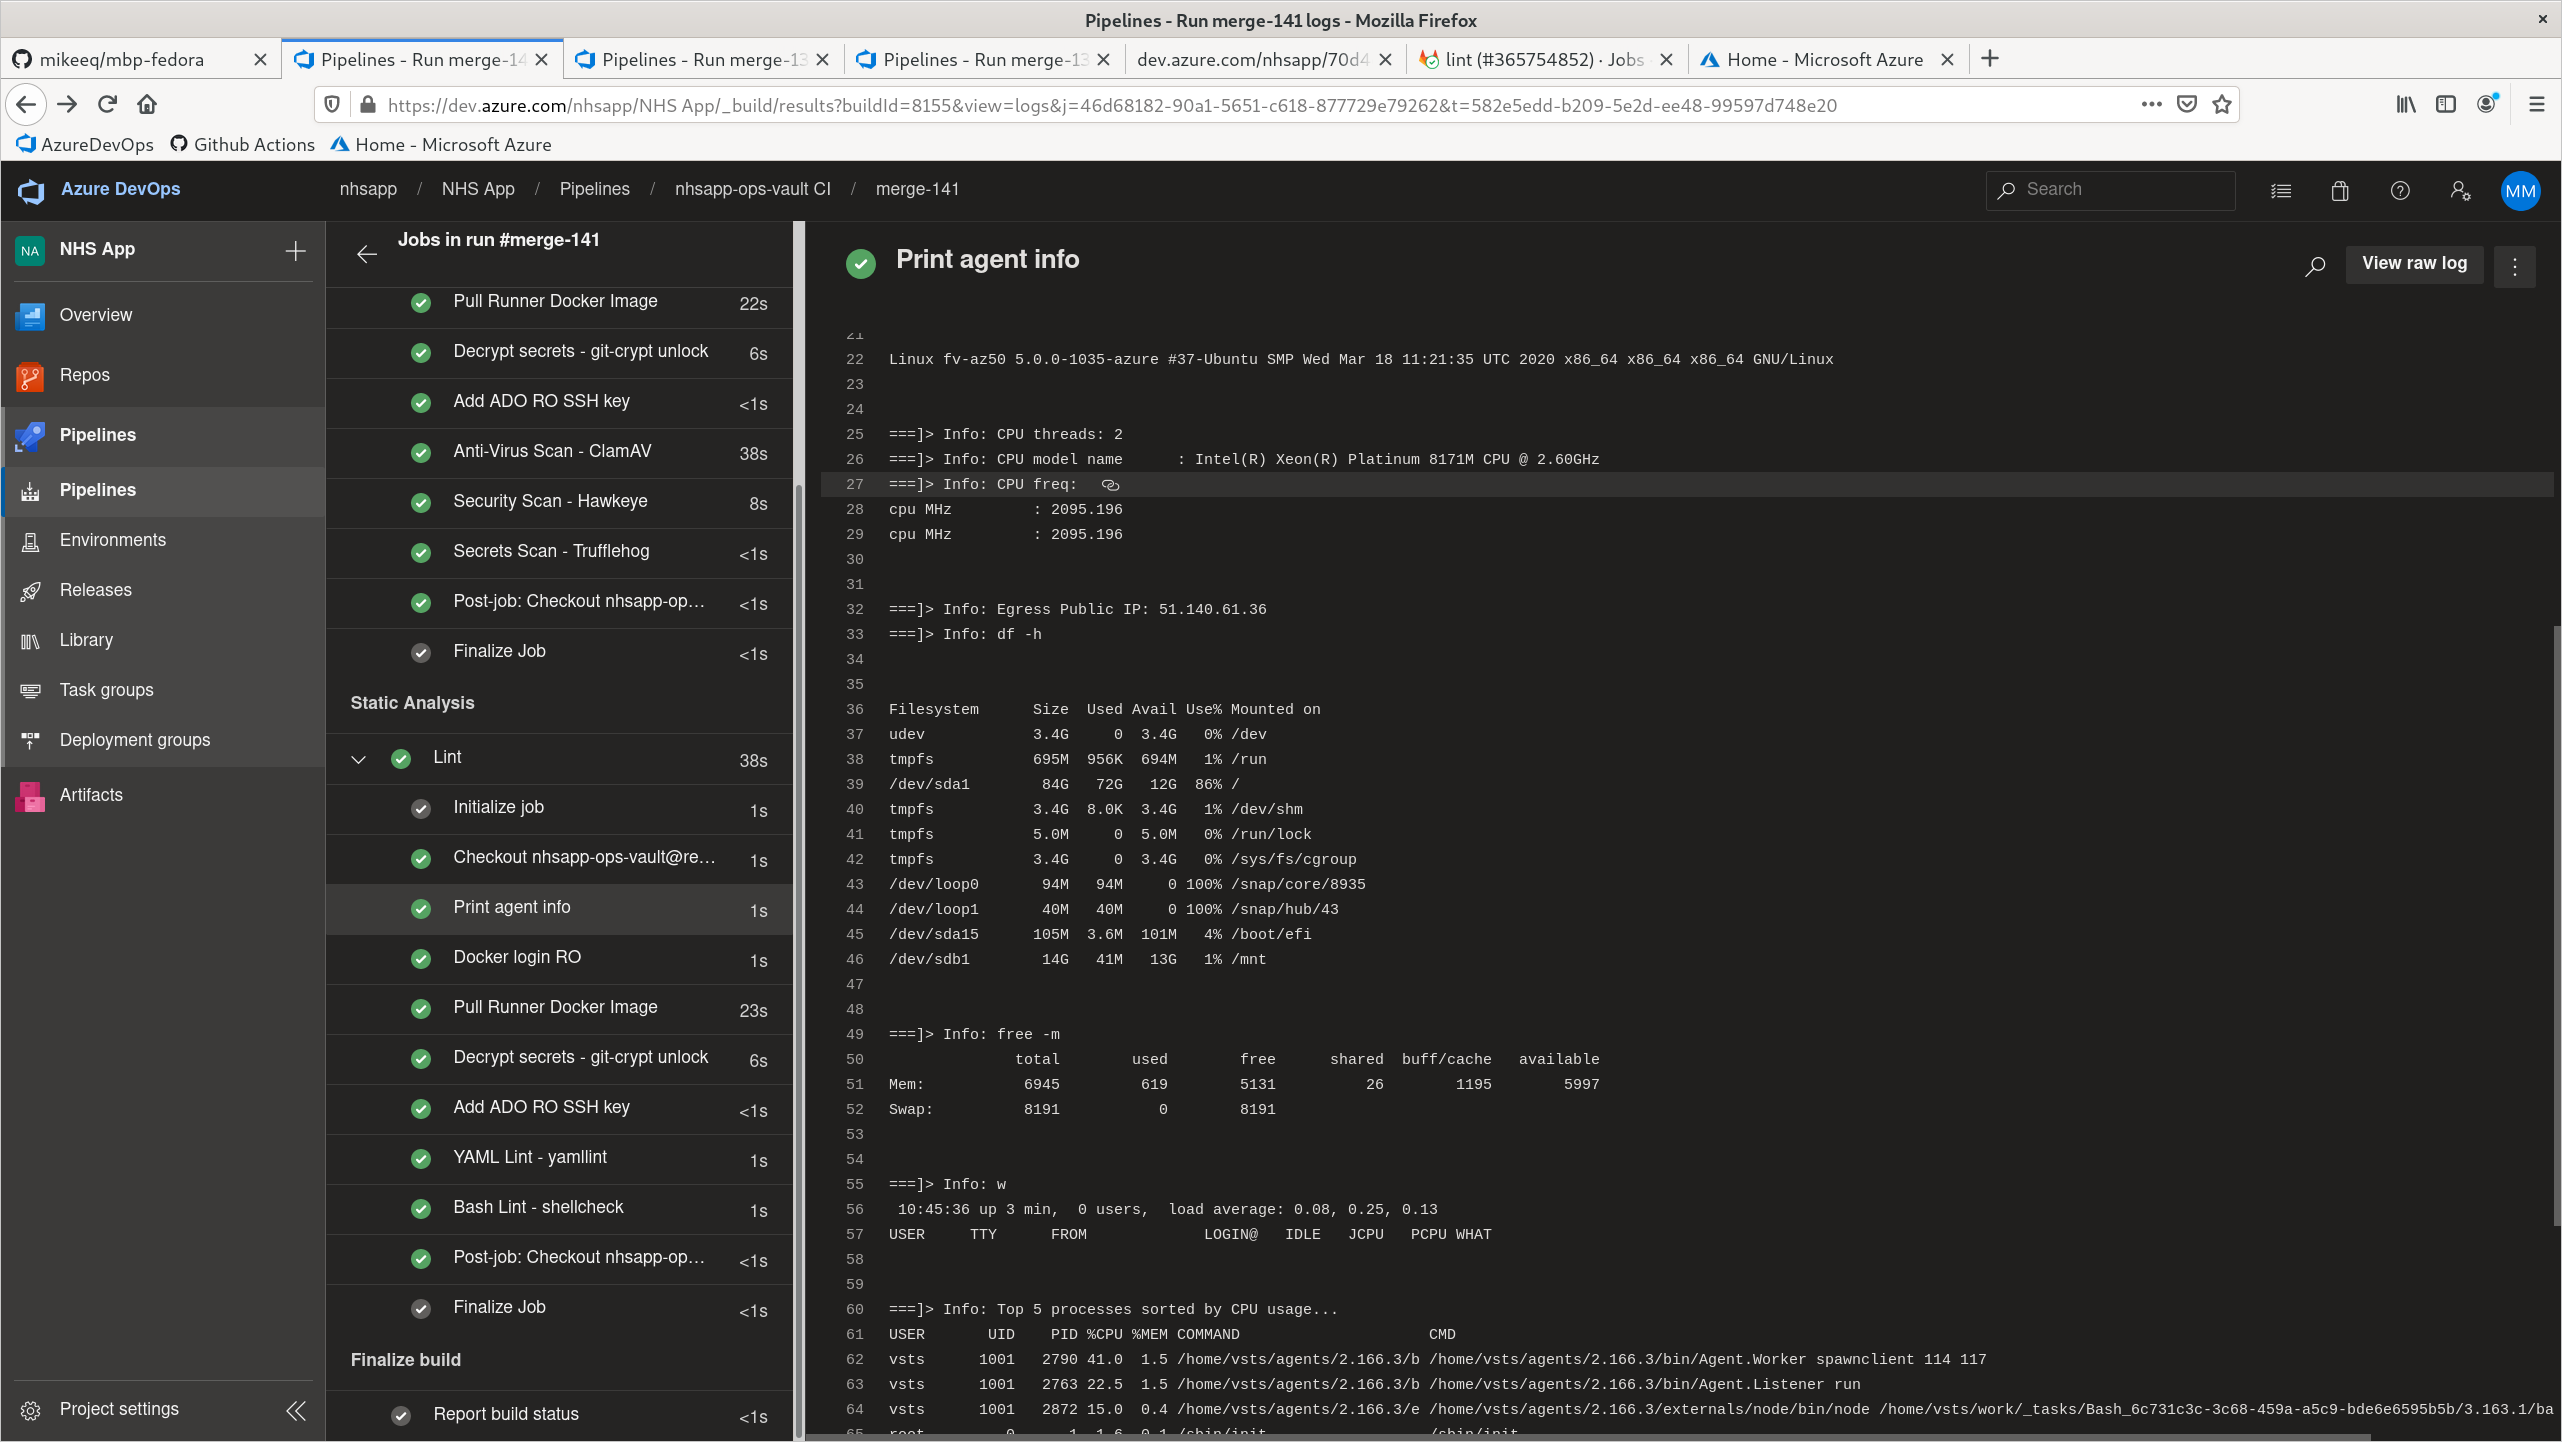 Pipelines - Run merge-141 logs - Mozilla Firefox
mikeeq/mbp-fedora
Pipelines - Run merge-14
Pipelines - Run merge-13
Pipelines - Run merge-13
dev.azure.com/nhsapp/70d4
lint (#365754852) · Jobs
Home - Microsoft Azure
https://dev.azure.com/nhsapp/NHS App/_build/results?buildId=8155&view=logs&j=46d68182-90a1-5651-c618-877729e79262&t=582e5edd-b209-5e2d-ee48-99597d748e20
AzureDevOps
Github Actions
Home - Microsoft Azure
Azure DevOps
nhsapp / NHS App / Pipelines / nhsapp-ops-vault CI / merge-141
Search
MM
NA NHS App
Overview
Repos
Pipelines
Pipelines
Environments
Releases
Library
Task groups
Deployment groups
Artifacts
Project settings
Jobs in run #merge-141
Pull Runner Docker Image 22s
Decrypt secrets - git-crypt unlock 6s
Add ADO RO SSH key <1s
Anti-Virus Scan - ClamAV 38s
Security Scan - Hawkeye 8s
Secrets Scan - Trufflehog <1s
Post-job: Checkout nhsapp-op... <1s
Finalize Job <1s
Static Analysis
Lint 38s
Initialize job 1s
Checkout nhsapp-ops-vault@re... 1s
Print agent info 1s
Docker login RO 1s
Pull Runner Docker Image 23s
Decrypt secrets - git-crypt unlock 6s
Add ADO RO SSH key <1s
YAML Lint - yamllint 1s
Bash Lint - shellcheck 1s
Post-job: Checkout nhsapp-op... <1s
Finalize Job <1s
Finalize build
Report build status <1s
Print agent info
View raw log
21
22 Linux fv-az50 5.0.0-1035-azure #37-Ubuntu SMP Wed Mar 18 11:21:35 UTC 2020 x86_64 x86_64 x86_64 GNU/Linux
23
24
25 ===]> Info: CPU threads: 2
26 ===]> Info: CPU model name : Intel(R) Xeon(R) Platinum 8171M CPU @ 2.60GHz
27 ===]> Info: CPU freq:
28 cpu MHz : 2095.196
29 cpu MHz : 2095.196
30
31
32 ===]> Info: Egress Public IP: 51.140.61.36
33 ===]> Info: df -h
34
35
36 Filesystem Size Used Avail Use% Mounted on
37 udev 3.4G 0 3.4G 0% /dev
38 tmpfs 695M 956K 694M 1% /run
39 /dev/sda1 84G 72G 12G 86% /
40 tmpfs 3.4G 8.0K 3.4G 1% /dev/shm
41 tmpfs 5.0M 0 5.0M 0% /run/lock
42 tmpfs 3.4G 0 3.4G 0% /sys/fs/cgroup
43 /dev/loop0 94M 94M 0 100% /snap/core/8935
44 /dev/loop1 40M 40M 0 100% /snap/hub/43
45 /dev/sda15 105M 3.6M 101M 4% /boot/efi
46 /dev/sdb1 14G 41M 13G 1% /mnt
47
48
49 ===]> Info: free -m
50 total used free shared buff/cache available
51 Mem: 6945 619 5131 26 1195 5997
52 Swap: 8191 0 8191
53
54
55 ===]> Info: w
56 10:45:36 up 3 min, 0 users, load average: 0.08, 0.25, 0.13
57 USER TTY FROM LOGIN@ IDLE JCPU PCPU WHAT
58
59
60 ===]> Info: Top 5 processes sorted by CPU usage...
61 USER UID PID %CPU %MEM COMMAND CMD
62 vsts 1001 2790 41.0 1.5 /home/vsts/agents/2.166.3/b /home/vsts/agents/2.166.3/bin/Agent.Worker spawnclient 114 117
63 vsts 1001 2763 22.5 1.5 /home/vsts/agents/2.166.3/b /home/vsts/agents/2.166.3/bin/Agent.Listener run
64 vsts 1001 2872 15.0 0.4 /home/vsts/agents/2.166.3/e /home/vsts/agents/2.166.3/externals/node/bin/node /home/vsts/work/_tasks/Bash_6c731c3c-3c68-459a-a5c9-bde6e6595b5b/3.163.1/ba
65 root 0 1 1.6 0.1 /sbin/init /sbin/init